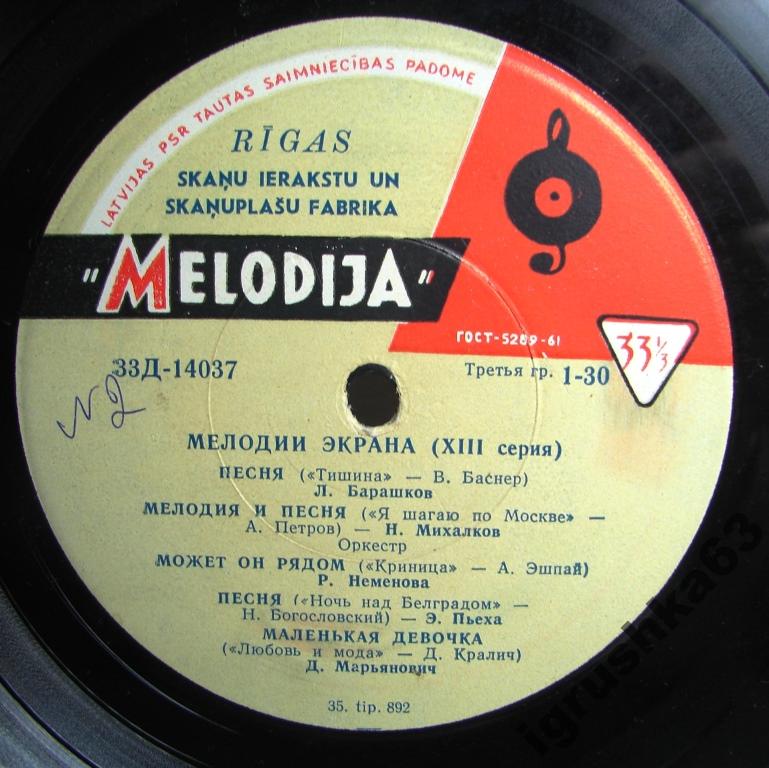 LATVIJAS PSR TAUTAS SAIMNIECĪBAS PADOME
RĪGAS
SKAŅU IERAKSTU UN
SKAŅUPLAŠU FABRIKA
"MELODIJA"
ГОСТ-5289-61
33⅓
33Д-14037
Третья гр. 1-30
N 2
МЕЛОДИИ ЭКРАНА (XIII серия)
ПЕСНЯ («Тишина» — В. Баснер)
Л. Барашков
МЕЛОДИЯ И ПЕСНЯ («Я шагаю по Москве» —
А. Петров) — Н. Михалков
Оркестр
МОЖЕТ ОН РЯДОМ («Криница» — А. Эшпай)
Р. Неменова
ПЕСНЯ («Ночь над Белградом» —
Н. Богословский) — Э. Пьеха
МАЛЕНЬКАЯ ДЕВОЧКА
(«Любовь и мода» — Д. Кралич)
Д. Марьянович
35. tip. 892
igrushka63